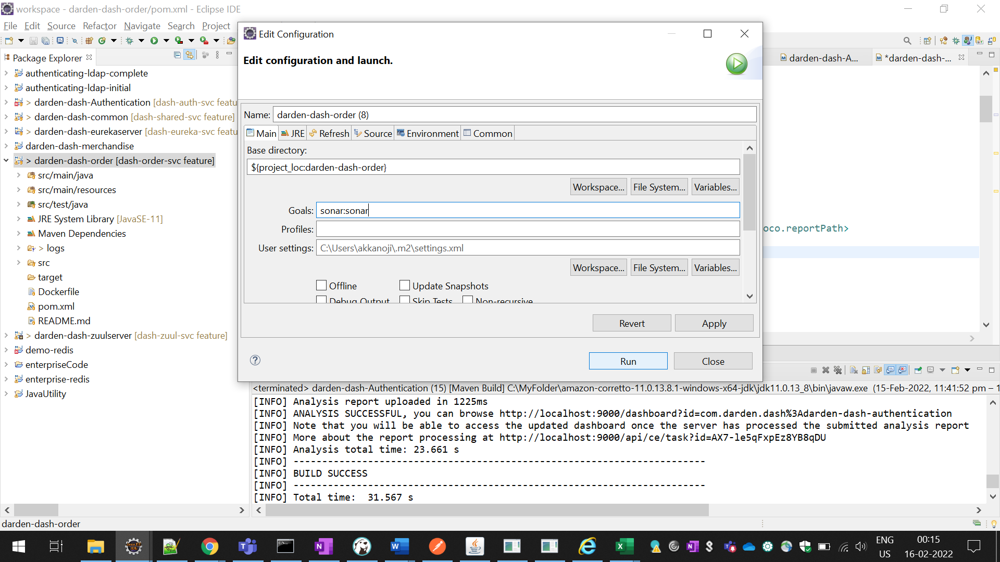 workspace - darden-dash-order/pom.xml - Eclipse IDE
File Edit Source Refactor Navigate Search Project
Package Explorer
authenticating-ldap-complete
authenticating-ldap-initial
> darden-dash-Authentication [dash-auth-svc featu
> darden-dash-common [dash-shared-svc feature]
> darden-dash-eurekaserver [dash-eureka-svc featu
darden-dash-merchandise
> darden-dash-order [dash-order-svc feature]
src/main/java
src/main/resources
src/test/java
JRE System Library [JavaSE-11]
Maven Dependencies
> logs
src
target
Dockerfile
pom.xml
README.md
> darden-dash-zuulserver [dash-zuul-svc feature]
demo-redis
enterpriseCode
enterprise-redis
JavaUtility
darden-dash-order
Edit Configuration
Edit configuration and launch.
Name: darden-dash-order (8)
Main JRE Refresh Source Environment Common
Base directory:
${project_loc:darden-dash-order}
Workspace... File System... Variables...
Goals: sonar:sonar
Profiles:
User settings: C:\Users\akkanoji\.m2\settings.xml
Workspace... File System... Variables...
Offline Update Snapshots
Debug Output Skip Tests Non-recursive
Revert Apply
Run Close
darden-dash-A... *darden-dash-...
oco.reportPath>
<terminated> darden-dash-Authentication (15) [Maven Build] C:\MyFolder\amazon-corretto-11.0.13.8.1-windows-x64-jdk\jdk11.0.13_8\bin\javaw.exe (15-Feb-2022, 11:41:52 pm – 1
[INFO] Analysis report uploaded in 1225ms
[INFO] ANALYSIS SUCCESSFUL, you can browse http://localhost:9000/dashboard?id=com.darden.dash%3Adarden-dash-authentication
[INFO] Note that you will be able to access the updated dashboard once the server has processed the submitted analysis report
[INFO] More about the report processing at http://localhost:9000/api/ce/task?id=AX7-le5qFxpEz8YB8qDU
[INFO] Analysis total time: 23.661 s
[INFO] ------------------------------------------------------------------------
[INFO] BUILD SUCCESS
[INFO] ------------------------------------------------------------------------
[INFO] Total time:  31.567 s
ENG
US
00:15
16-02-2022